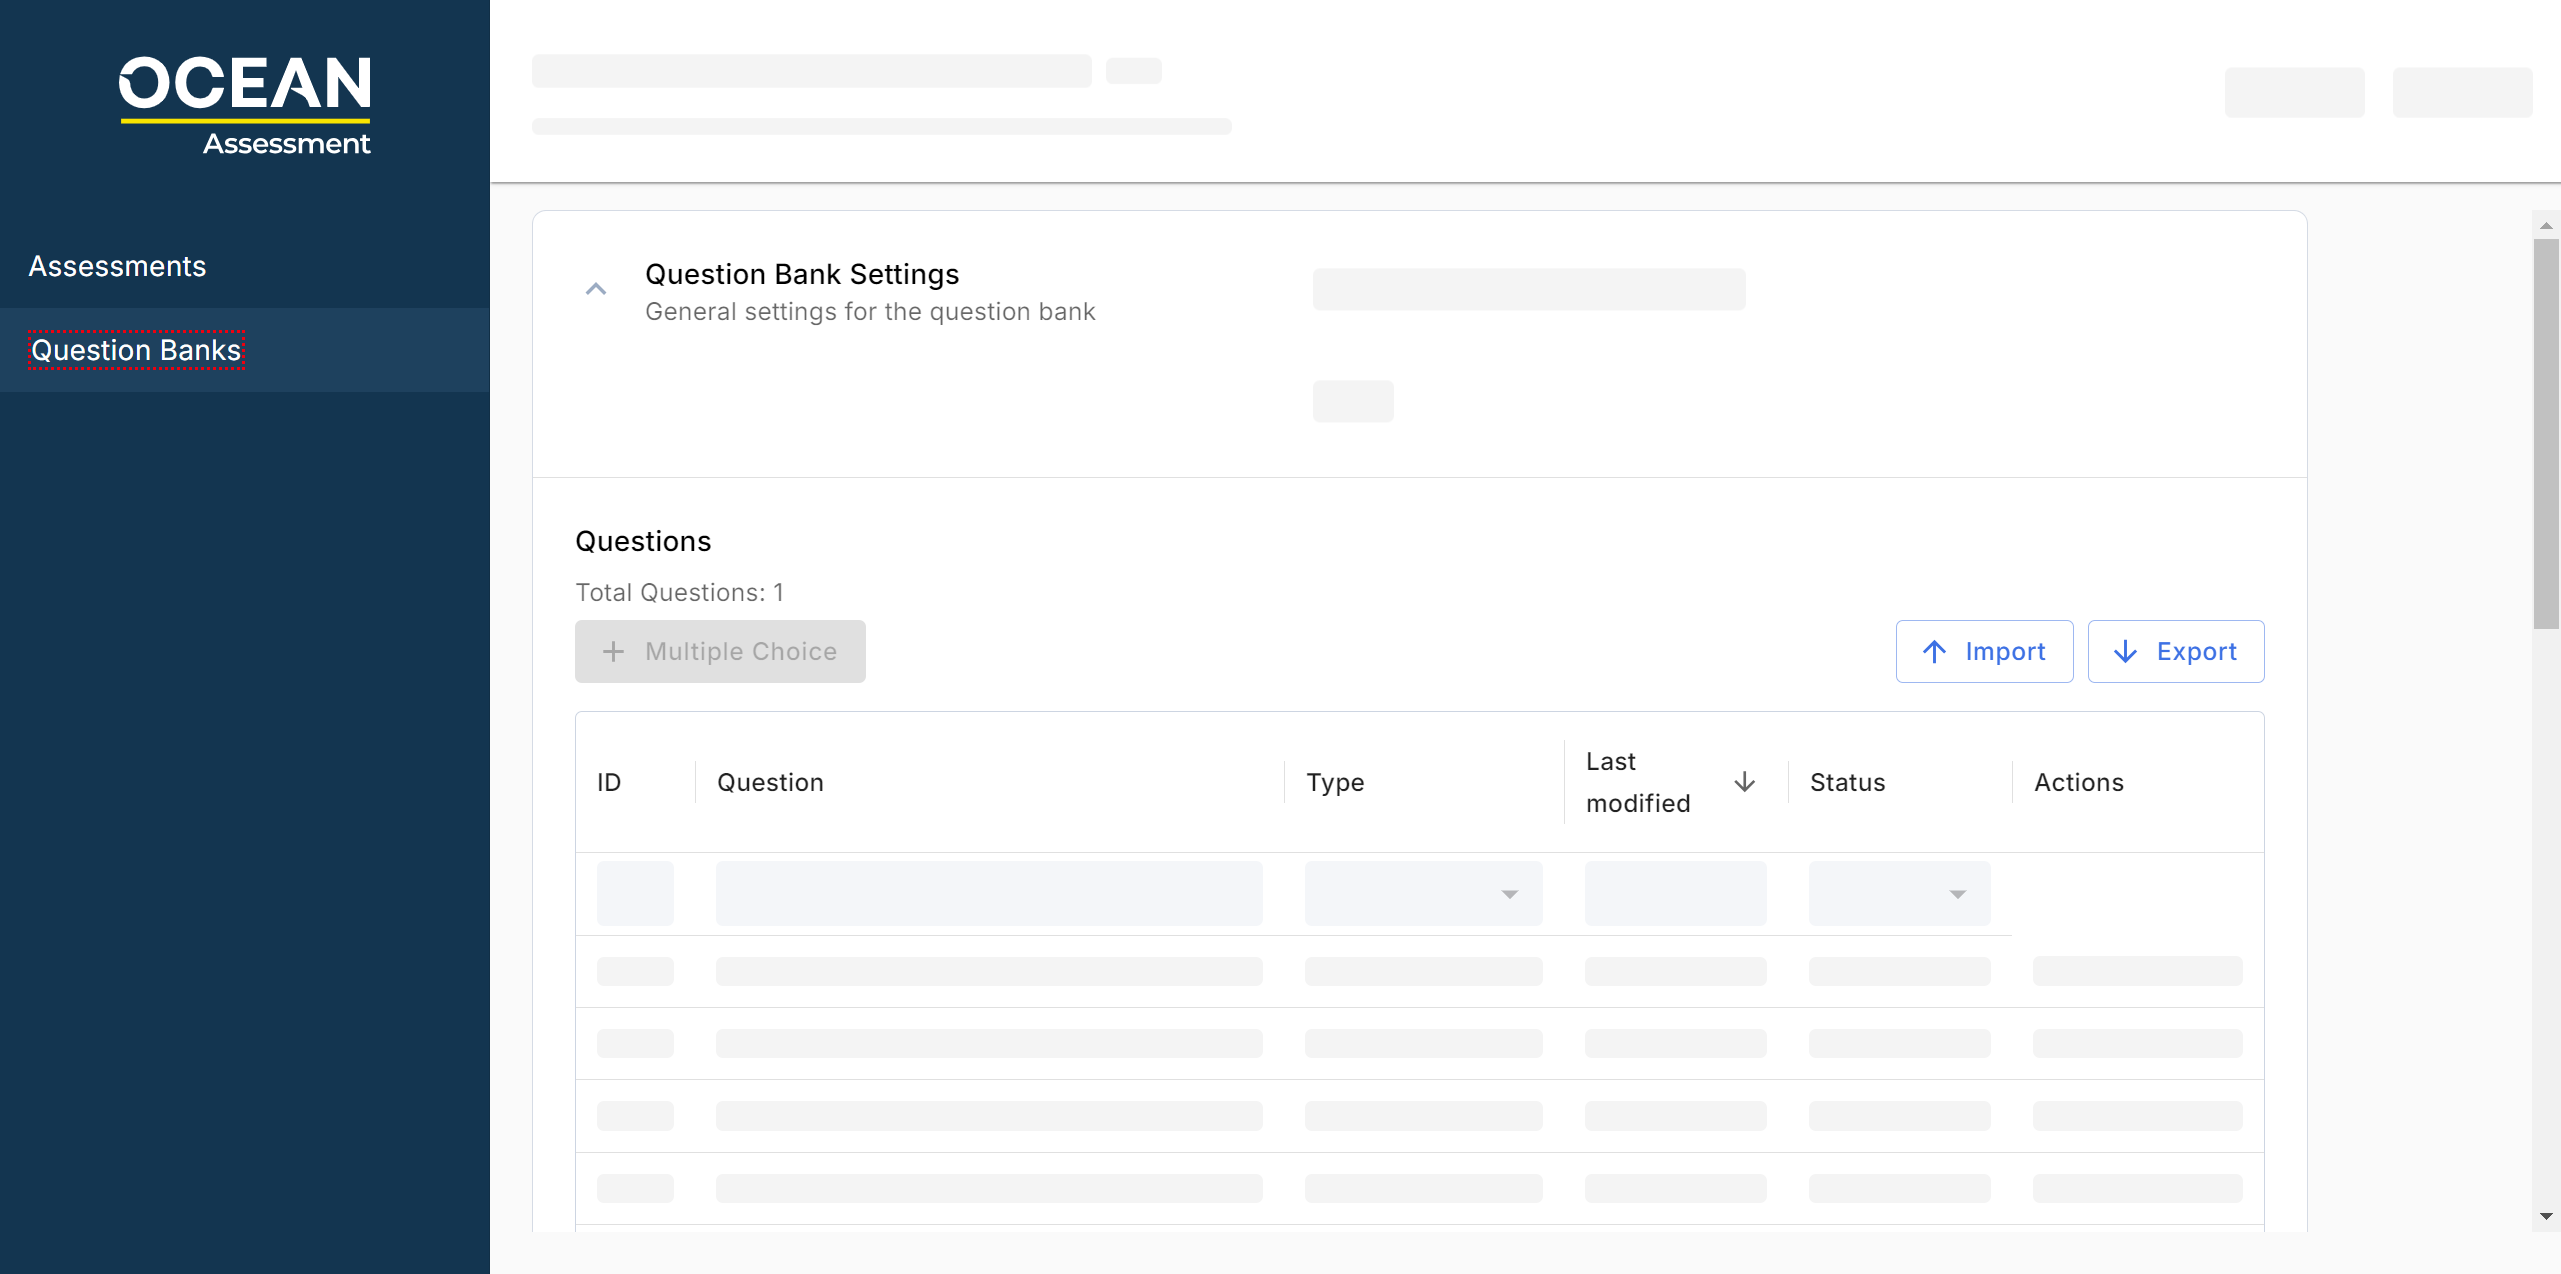 OCEAN
Assessment
Assessments
Question Banks
Question Bank Settings
General settings for the question bank
Questions
Total Questions: 1
Multiple Choice
Import
Export
ID
Question
Type
Last
modified
Status
Actions